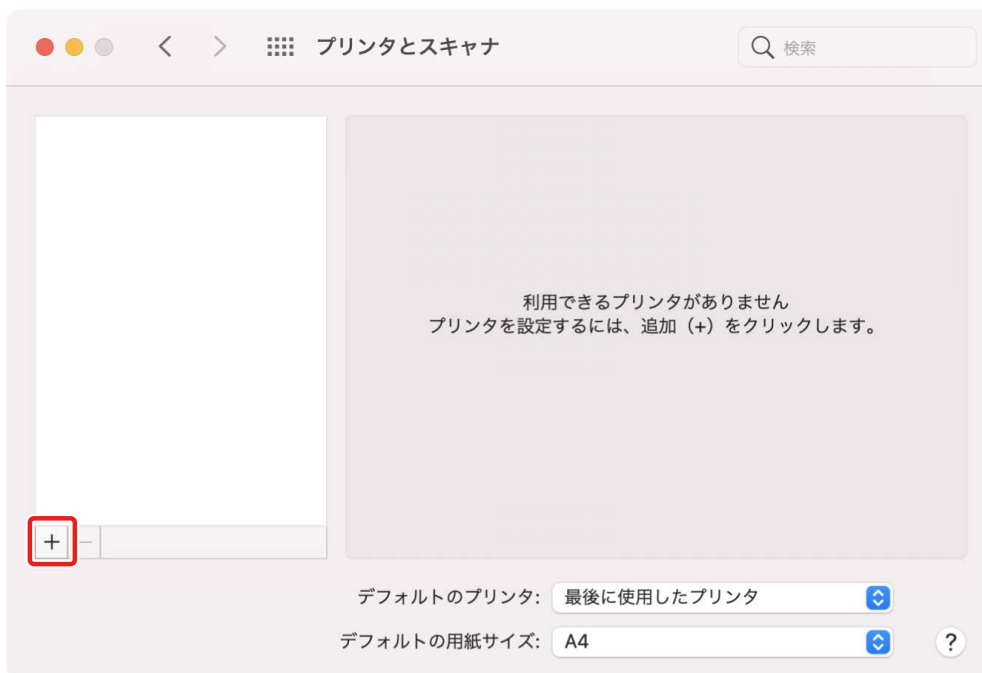 プリンタとスキャナ
検索
利用できるプリンタがありません
プリンタを設定するには、追加（+）をクリックします。
+ −
デフォルトのプリンタ: 最後に使用したプリンタ
デフォルトの用紙サイズ: A4
?